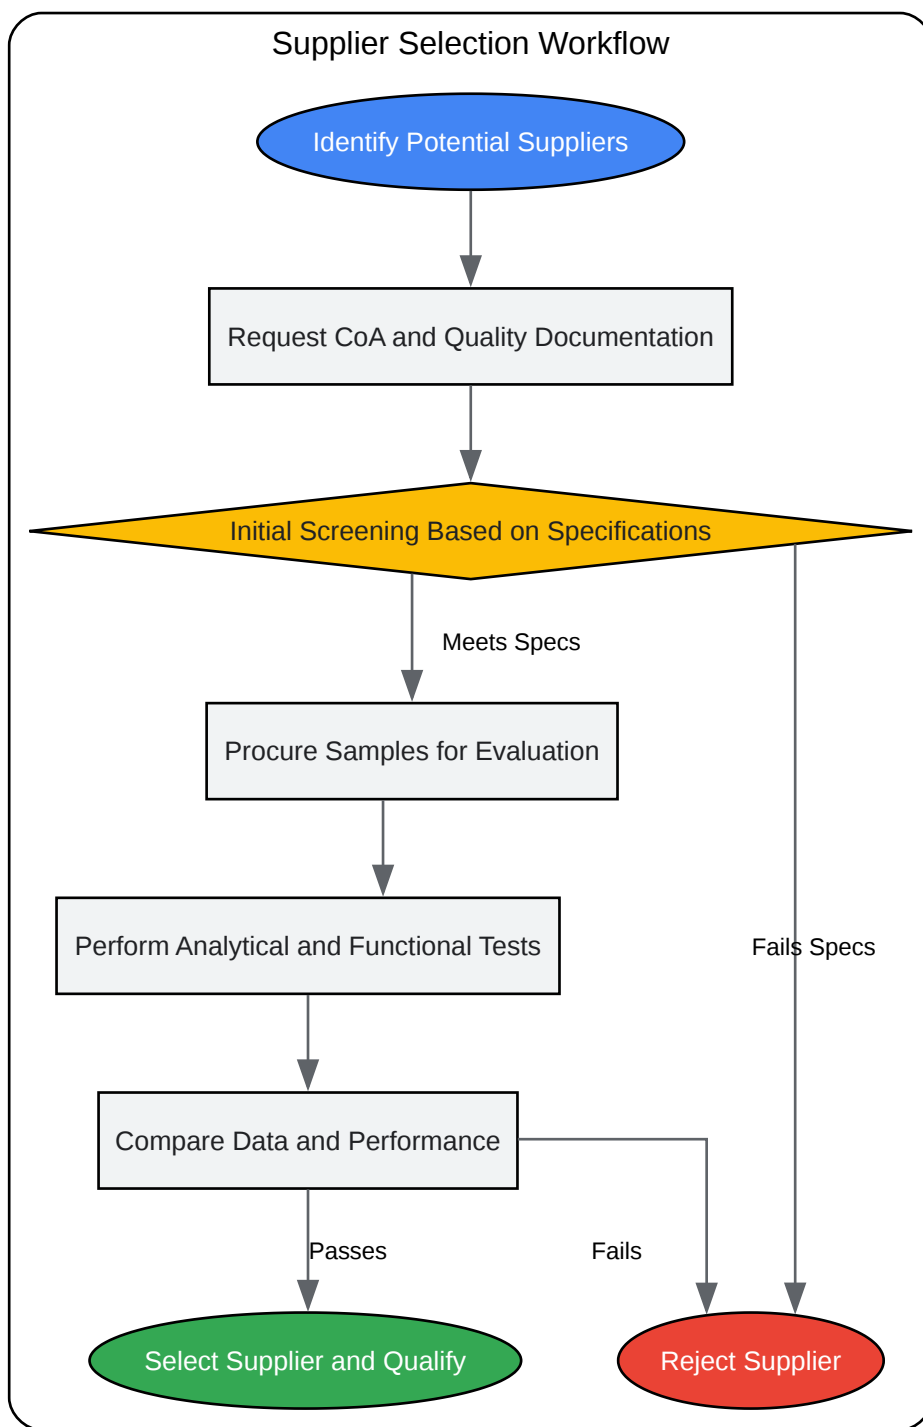 Supplier Selection Workflow
Identify Potential Suppliers
Request CoA and Quality Documentation
Initial Screening Based on Specifications
Meets Specs
Procure Samples for Evaluation
Perform Analytical and Functional Tests
Fails Specs
Compare Data and Performance
Passes
Fails
Select Supplier and Qualify
Reject Supplier